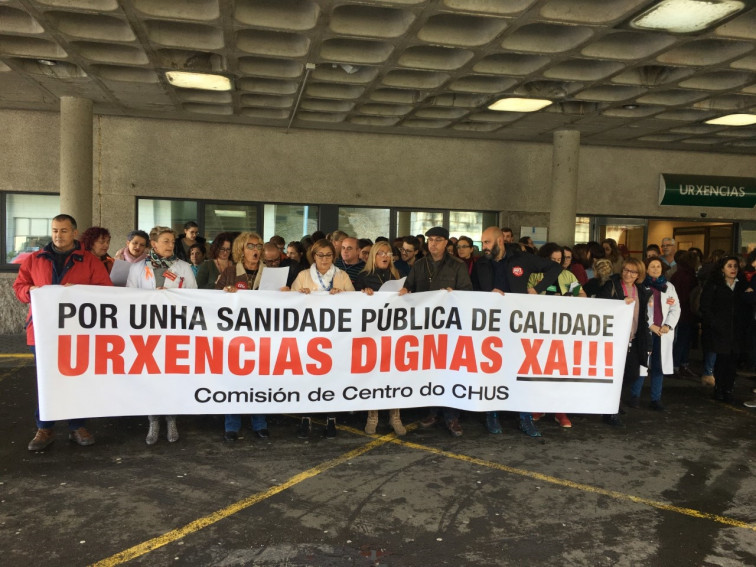 URXENCIAS
POR UNHA SANIDADE PÚBLICA DE CALIDADE
URXENCIAS DIGNAS XA!!!
Comisión de Centro do CHUS